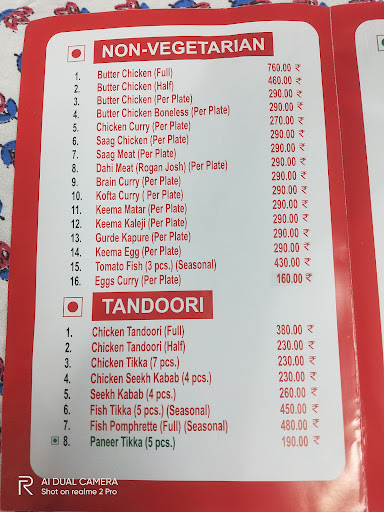 NON-VEGETARIAN
1. Butter Chicken (Full) 760.00 ₹
2. Butter Chicken (Half) 460.00 ₹
3. Butter Chicken (Per Plate) 290.00 ₹
4. Butter Chicken Boneless (Per Plate) 290.00 ₹
5. Chicken Curry (Per Plate) 270.00 ₹
6. Saag Chicken (Per Plate) 290.00 ₹
7. Saag Meat (Per Plate) 290.00 ₹
8. Dahi Meat (Rogan Josh) (Per Plate) 290.00 ₹
9. Brain Curry (Per Plate) 290.00 ₹
10. Kofta Curry ( Per Plate) 290.00 ₹
11. Keema Matar (Per Plate) 290.00 ₹
12. Keema Kaleji (Per Plate) 290.00 ₹
13. Gurde Kapure (Per Plate) 290.00 ₹
14. Keema Egg (Per Plate) 290.00 ₹
15. Tomato Fish (3 pcs.) (Seasonal) 430.00 ₹
16. Eggs Curry (Per Plate) 160.00 ₹
TANDOORI
1. Chicken Tandoori (Full) 380.00 ₹
2. Chicken Tandoori (Half) 230.00 ₹
3. Chicken Tikka (7 pcs.) 230.00 ₹
4. Chicken Seekh Kabab (4 pcs.) 230.00 ₹
5. Seekh Kabab (4 pcs.) 260.00 ₹
6. Fish Tikka (5 pcs.) (Seasonal) 450.00 ₹
7. Fish Pomphrette (Full) (Seasonal) 480.00 ₹
8. Paneer Tikka (5 pcs.) 190.00 ₹
R AI DUAL CAMERA
Shot on realme 2 Pro